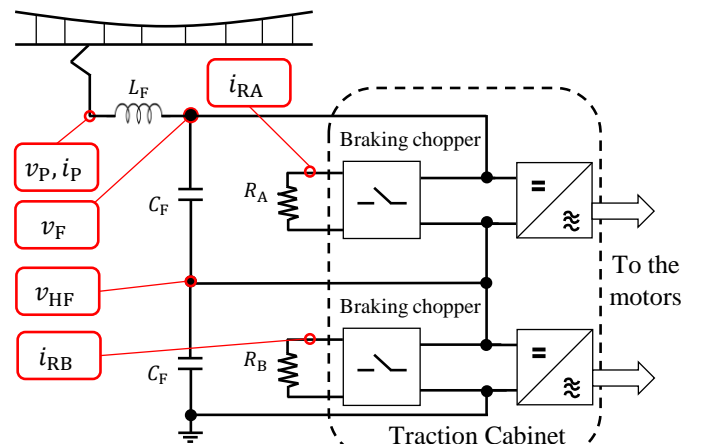 L_F
i_RA
Braking chopper
v_P, i_P
C_F
R_A
=
≈
v_F
To the
motors
v_HF
Braking chopper
i_RB
C_F
R_B
=
≈
Traction Cabinet